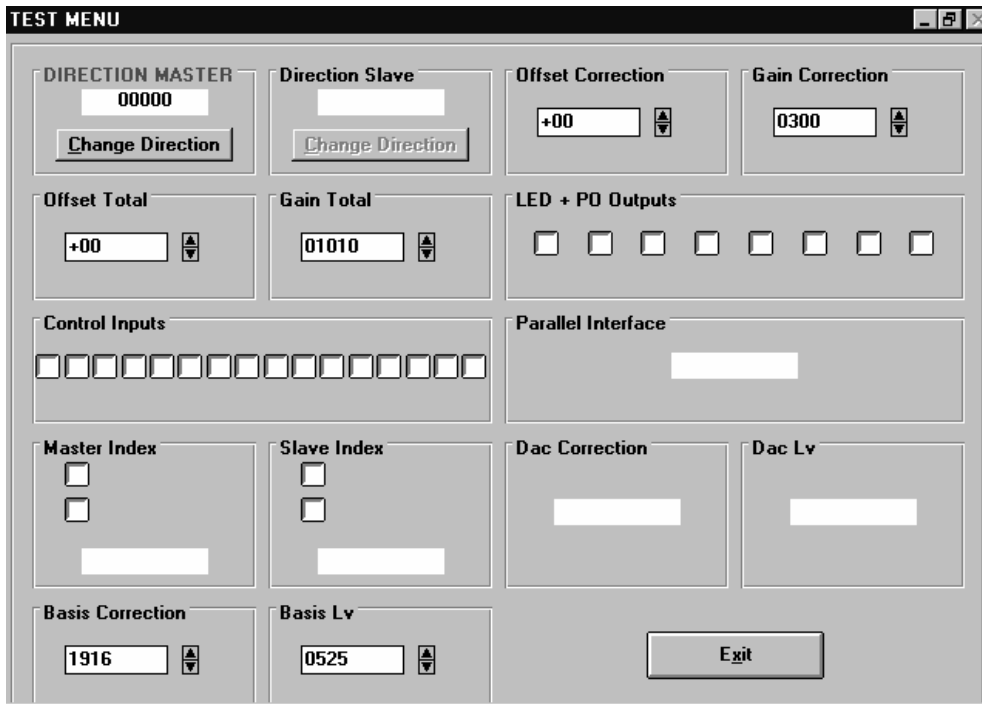 TEST MENU
DIRECTION MASTER
00000
Change Direction
Direction Slave
Change Direction
Offset Correction
+00
Gain Correction
0300
Offset Total
+00
Gain Total
01010
LED + PO Outputs
Control Inputs
Parallel Interface
Master Index
Slave Index
Dac Correction
Dac Lv
Basis Correction
1916
Basis Lv
0525
Exit